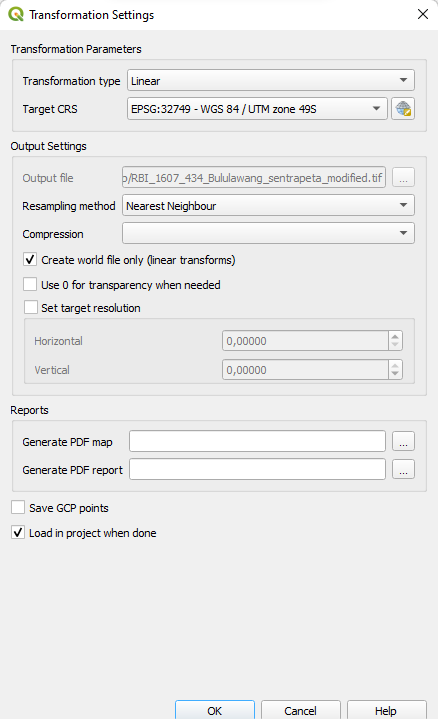 Transformation Settings
Transformation Parameters
Transformation type Linear
Target CRS EPSG:32749 - WGS 84 / UTM zone 49S
Output Settings
Output file o/RBI_1607_434_Bululawang_sentrapeta_modified.tif ...
Resampling method Nearest Neighbour
Compression
Create world file only (linear transforms)
Use 0 for transparency when needed
Set target resolution
Horizontal 0,00000
Vertical 0,00000
Reports
Generate PDF map ...
Generate PDF report ...
Save GCP points
Load in project when done
OK Cancel Help